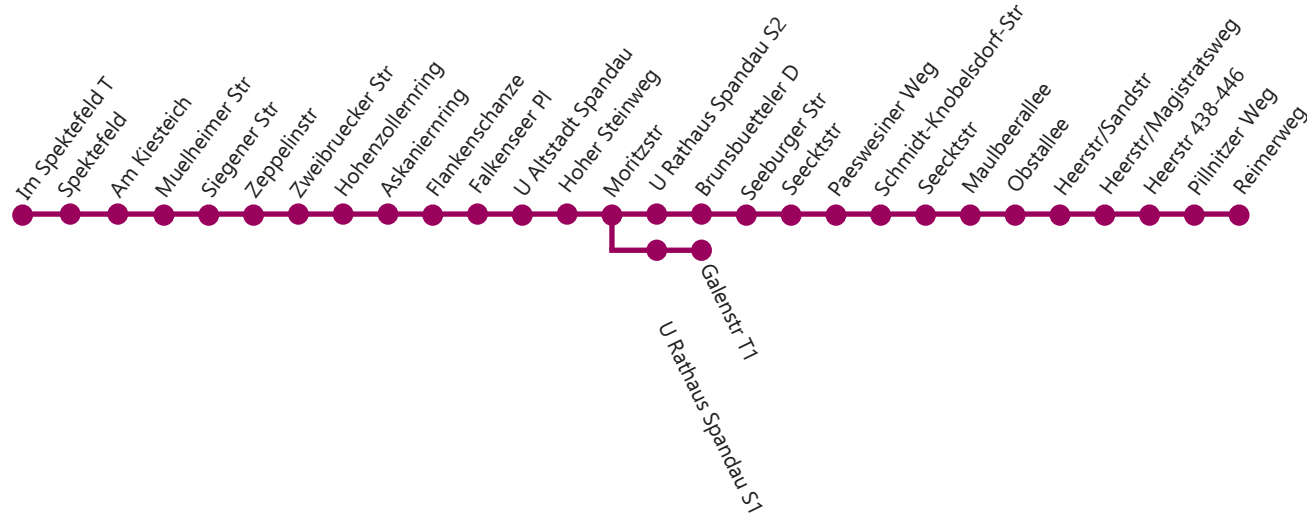 Im Spektefeld T
Spektefeld
Am Kiesteich
Muelheimer Str
Siegener Str
Zeppelinstr
Zweibruecker Str
Hohenzollernring
Askanierring
Flankenschanze
Falkenseer Pl
U Altstadt Spandau
Hoher Steinweg
Moritzstr
U Rathaus Spandau S2
Brunsbuetteler D
Seeburger Str
Seecktstr
Paeswesiner Weg
Schmidt-Knobelsdorf-Str
Seecktstr
Maulbeerallee
Obstallee
Heerstr/Sandstr
Heerstr/Magistratsweg
Heerstr 438-446
Pillnitzer Weg
Reimerweg
U Rathaus Spandau S1
Galenstr T1